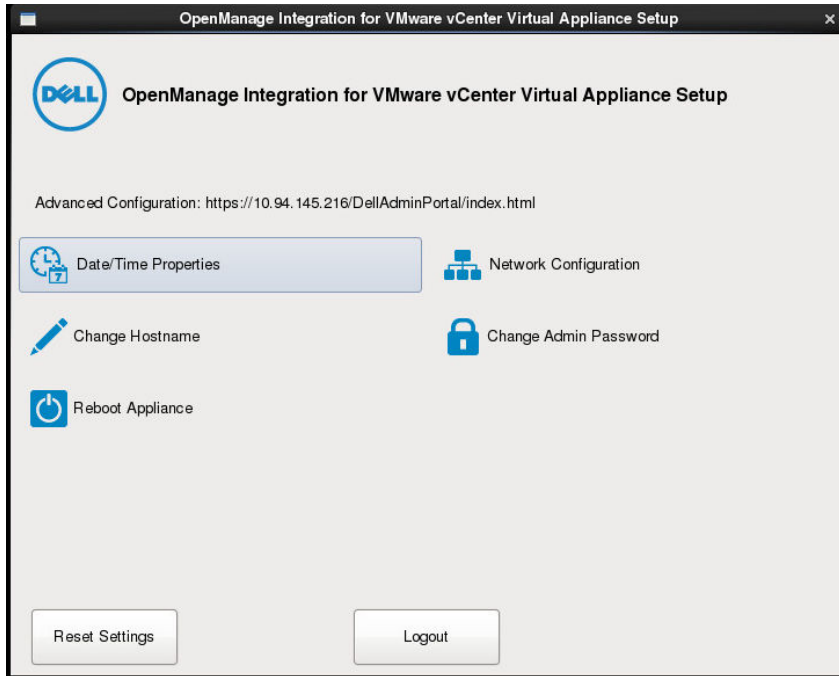 OpenManage Integration for VMware vCenter Virtual Appliance Setup
DELL
OpenManage Integration for VMware vCenter Virtual Appliance Setup
Advanced Configuration: https://10.94.145.216/DellAdminPortal/index.html
7
Date/Time Properties
Network Configuration
Change Hostname
Change Admin Password
Reboot Appliance
Reset Settings
Logout